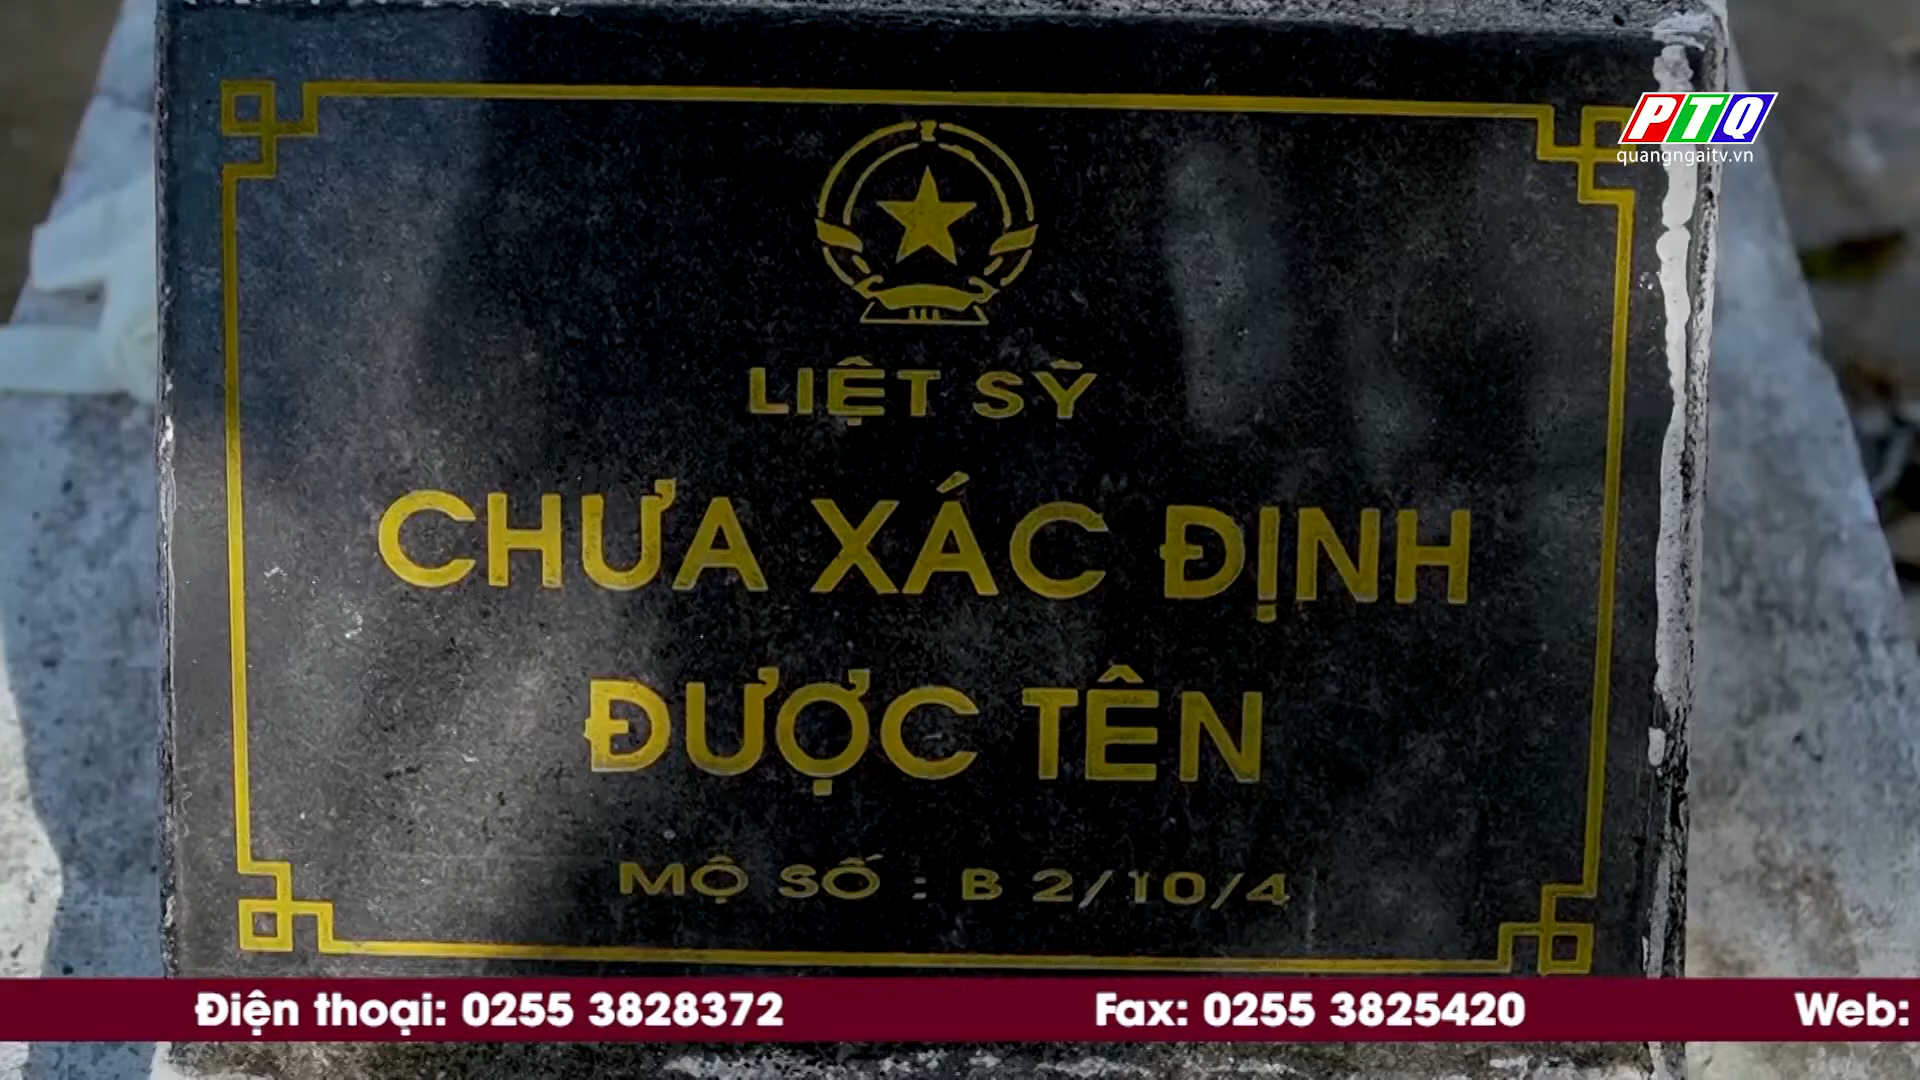 PTQ
quangngaitv.vn
LIỆT SỸ
CHƯA XÁC ĐỊNH
ĐƯỢC TÊN
MỘ SỐ : B 2/10/4
Điện thoại: 0255 3828372 Fax: 0255 3825420 Web: